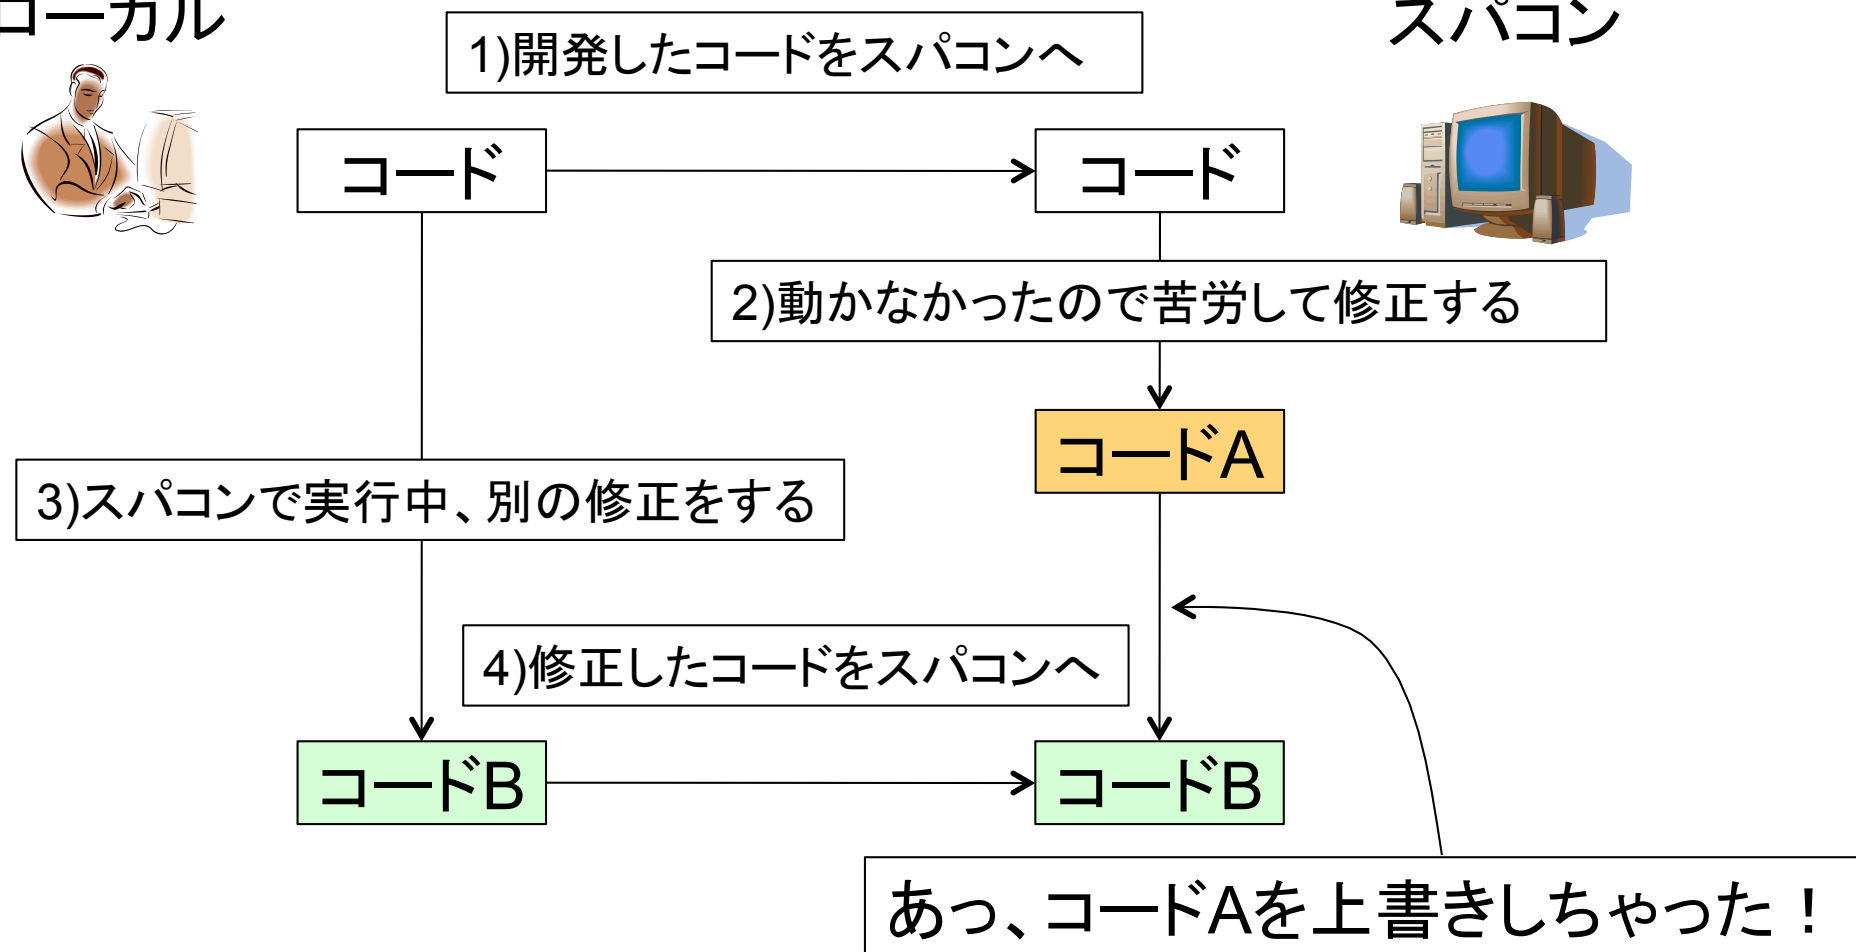 ローカル
スパコン
1)開発したコードをスパコンへ
コード
コード
2)動かなかったので苦労して修正する
コードA
3)スパコンで実行中、別の修正をする
4)修正したコードをスパコンへ
コードB
コードB
あっ、コードAを上書きしちゃった！